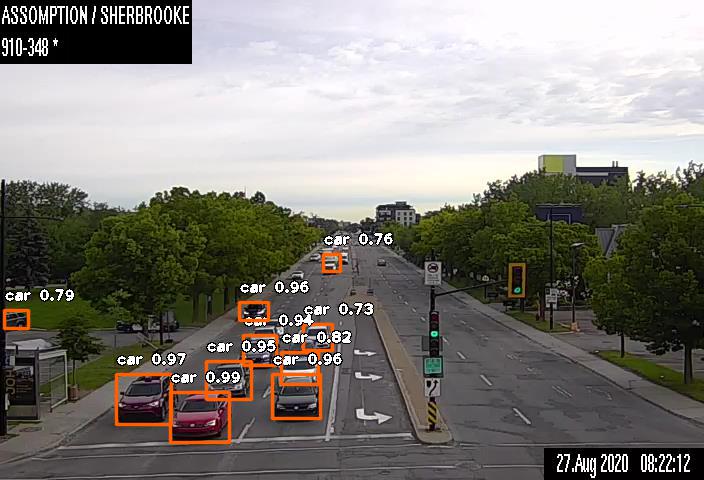 ASSOMPTION / SHERBROOKE
910-348 *
car 0.76
car 0.79
car 0.96
car 0.73
car 0.94
car 0.82
car 0.95
car 0.96
car 0.97
car 0.99
27.Aug 2020 08:22:12